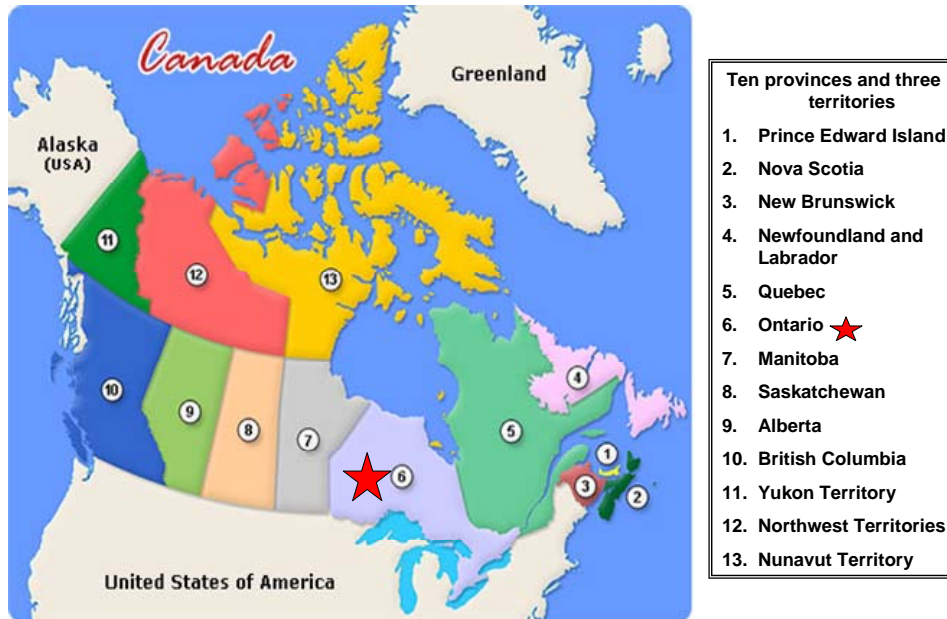 Canada
Greenland
Alaska
(USA)
11
12
13
10
9
8
7
6
5
4
1
3
2
United States of America
Ten provinces and three
territories
1. Prince Edward Island
2. Nova Scotia
3. New Brunswick
4. Newfoundland and
Labrador
5. Quebec
6. Ontario
7. Manitoba
8. Saskatchewan
9. Alberta
10. British Columbia
11. Yukon Territory
12. Northwest Territories
13. Nunavut Territory